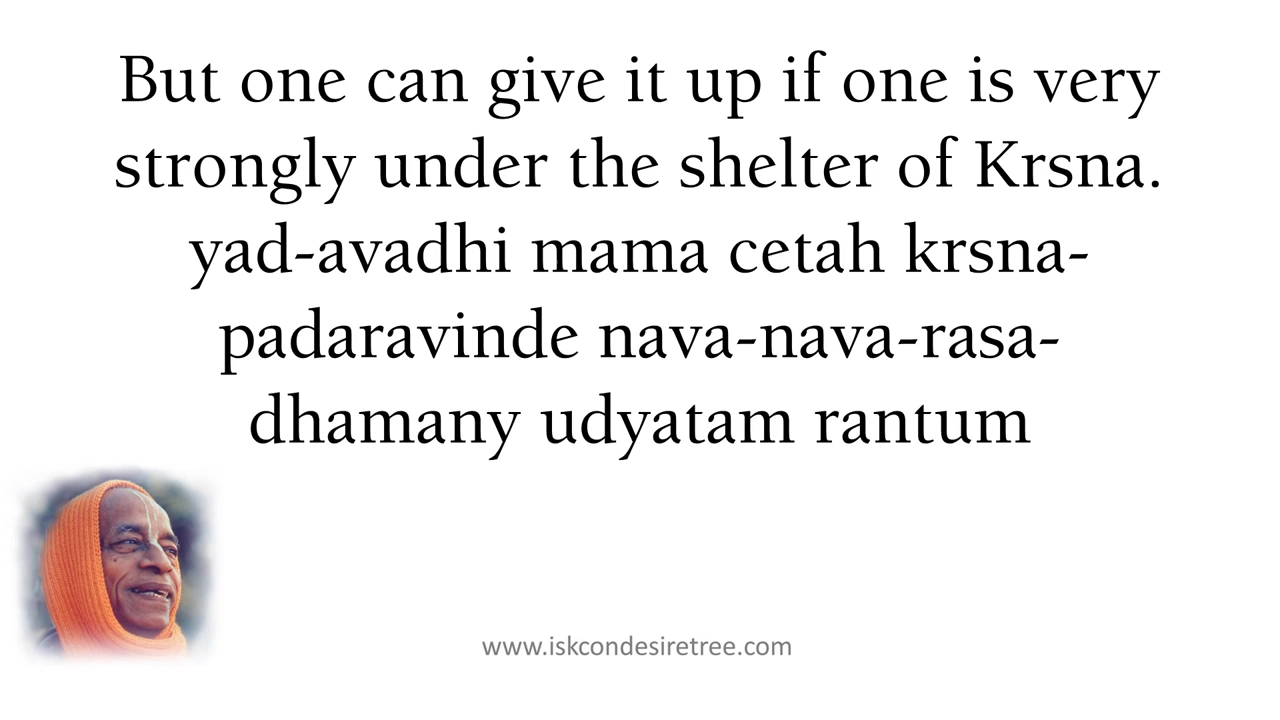 But one can give it up if one is very
strongly under the shelter of Krsna.
yad-avadhi mama cetah krsna-
padaravinde nava-nava-rasa-
dhamany udyatam rantum
www.iskcondesiretree.com